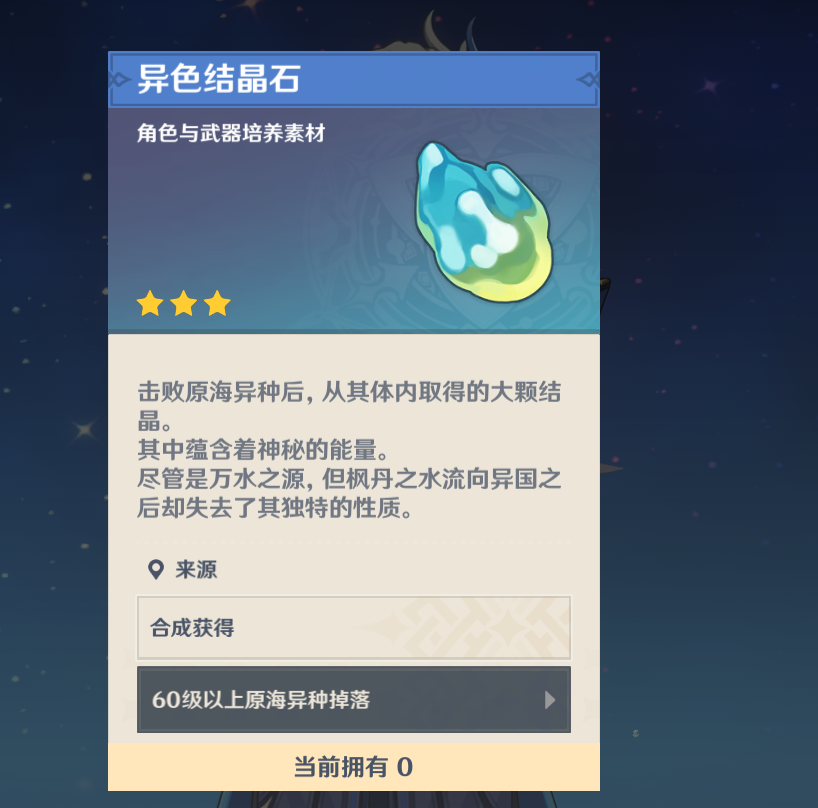 异色结晶石
角色与武器培养素材
击败原海异种后,从其体内取得的大颗结
晶。
其中蕴含着神秘的能量。
尽管是万水之源,但枫丹之水流向异国之
后却失去了其独特的性质。
来源
合成获得
60级以上原海异种掉落
当前拥有 0